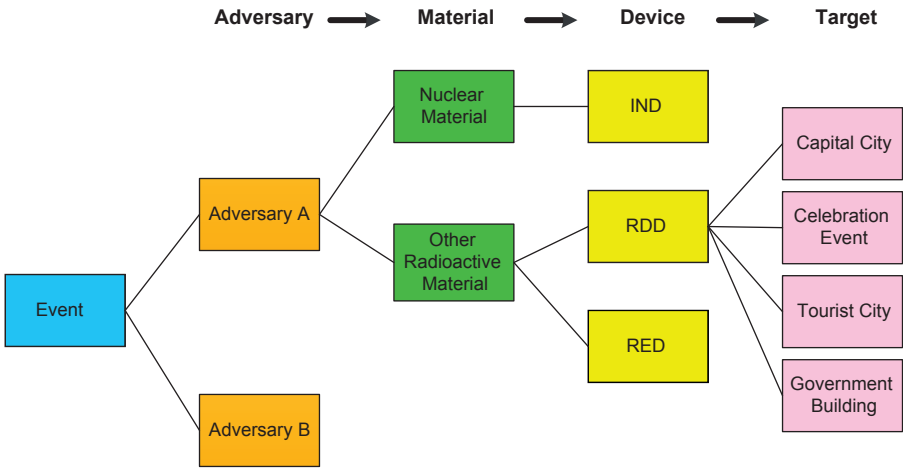 Adversary Material Device Target
Nuclear
Material
IND
Capital City
Adversary A
Other
Radioactive
Material
RDD
Celebration
Event
Event
Tourist City
RED
Adversary B
Government
Building